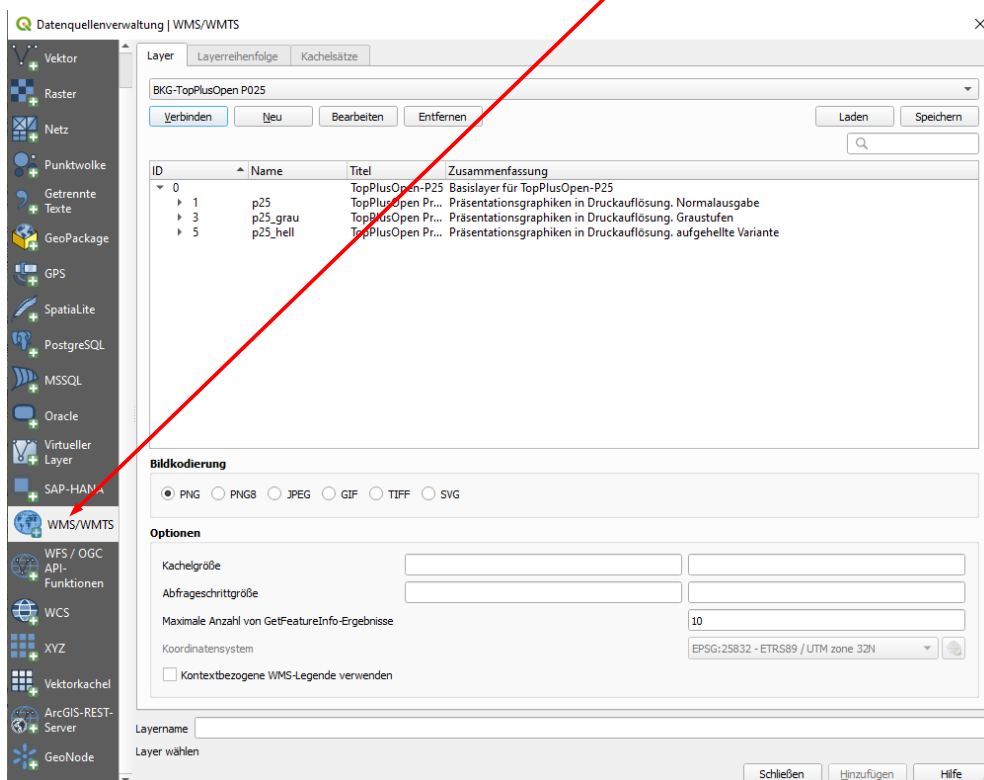 Datenquellenverwaltung | WMS/WMTS
Vektor
Raster
Netz
Punktwolke
Getrennte
Texte
GeoPackage
GPS
SpatiaLite
PostgreSQL
MSSQL
Oracle
Virtueller
Layer
SAP-HANA
WMS/WMTS
WFS / OGC
API-
Funktionen
WCS
XYZ
Vektorkachel
ArcGIS-REST-
Server
GeoNode
Layer Layerreihenfolge Kachelsätze
BKG-TopPlusOpen P025
Verbinden Neu Bearbeiten Entfernen Laden Speichern
ID Name Titel Zusammenfassung
0 TopPlusOpen-P25 Basislayer für TopPlusOpen-P25
1 p25 TopPlusOpen Pr... Präsentationsgraphiken in Druckauflösung. Normalausgabe
3 p25_grau TopPlusOpen Pr... Präsentationsgraphiken in Druckauflösung. Graustufen
5 p25_hell TopPlusOpen Pr... Präsentationsgraphiken in Druckauflösung. aufgehellte Variante
Bildkodierung
PNG PNG8 JPEG GIF TIFF SVG
Optionen
Kachelgröße
Abfrageschrittgröße
Maximale Anzahl von GetFeatureInfo-Ergebnisse 10
Koordinatensystem EPSG:25832 - ETRS89 / UTM zone 32N
Kontextbezogene WMS-Legende verwenden
Layername
Layer wählen
Schließen Hinzufügen Hilfe